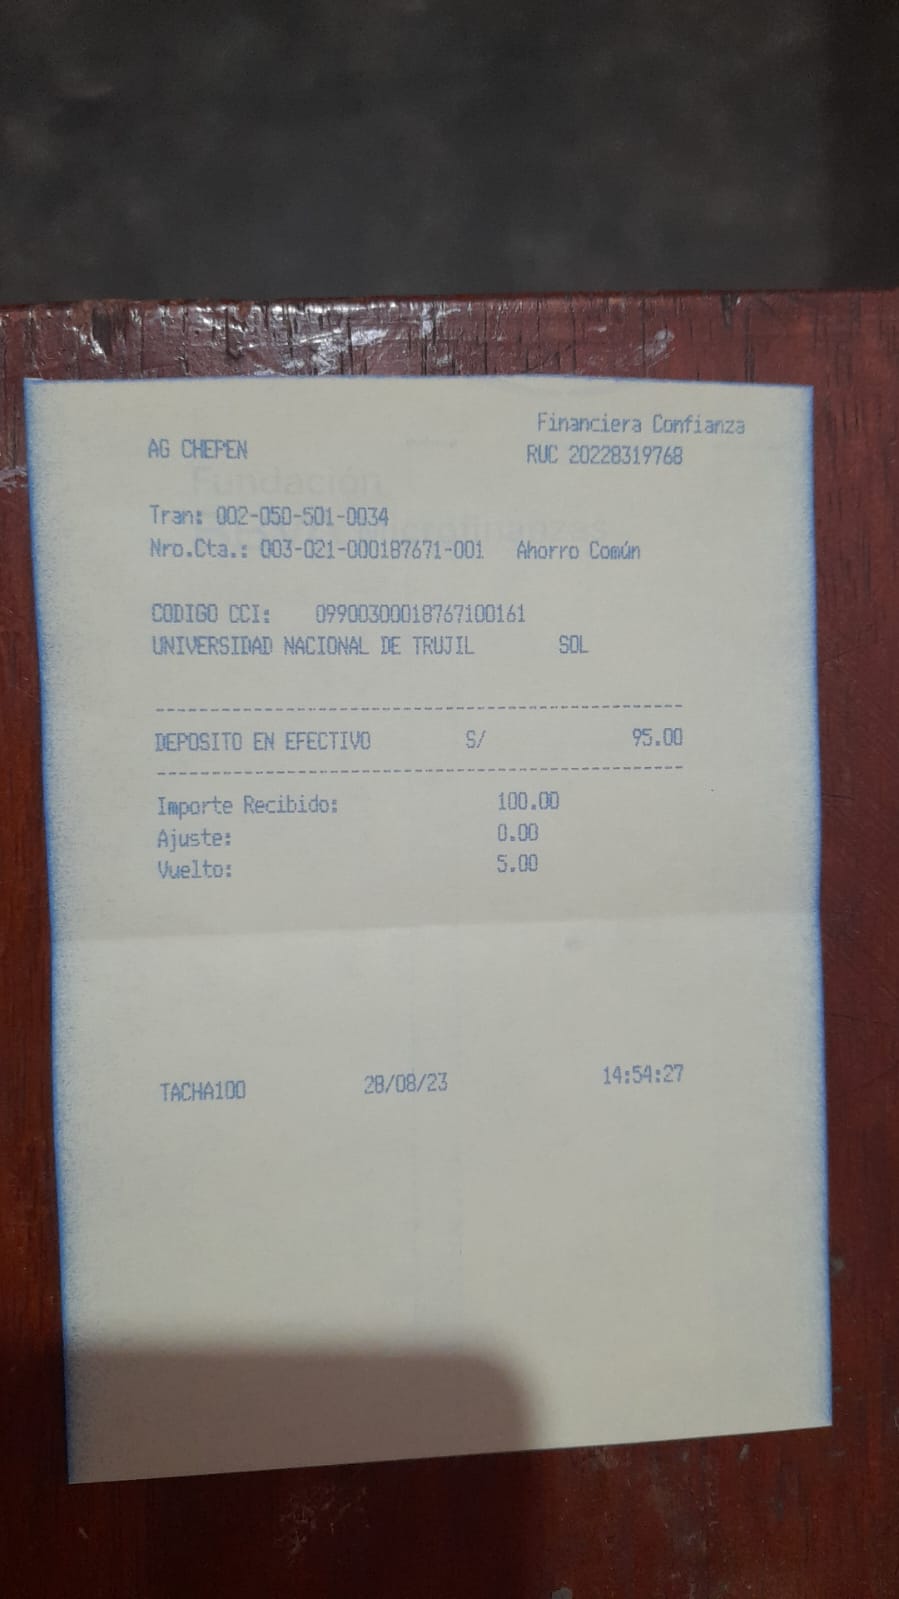 Financiera Confianza
AG CHEPEN RUC 20228319768
Fundación
Microfinanzas
Tran: 002-050-501-0034
Nro.Cta.: 003-021-000187671-001 Ahorro Común
CODIGO CCI: 09900300018767100161
UNIVERSIDAD NACIONAL DE TRUJIL SOL
DEPOSITO EN EFECTIVO S/ 95.00
Importe Recibido: 100.00
Ajuste: 0.00
Vuelto: 5.00
TACHA100 28/08/23 14:54:27